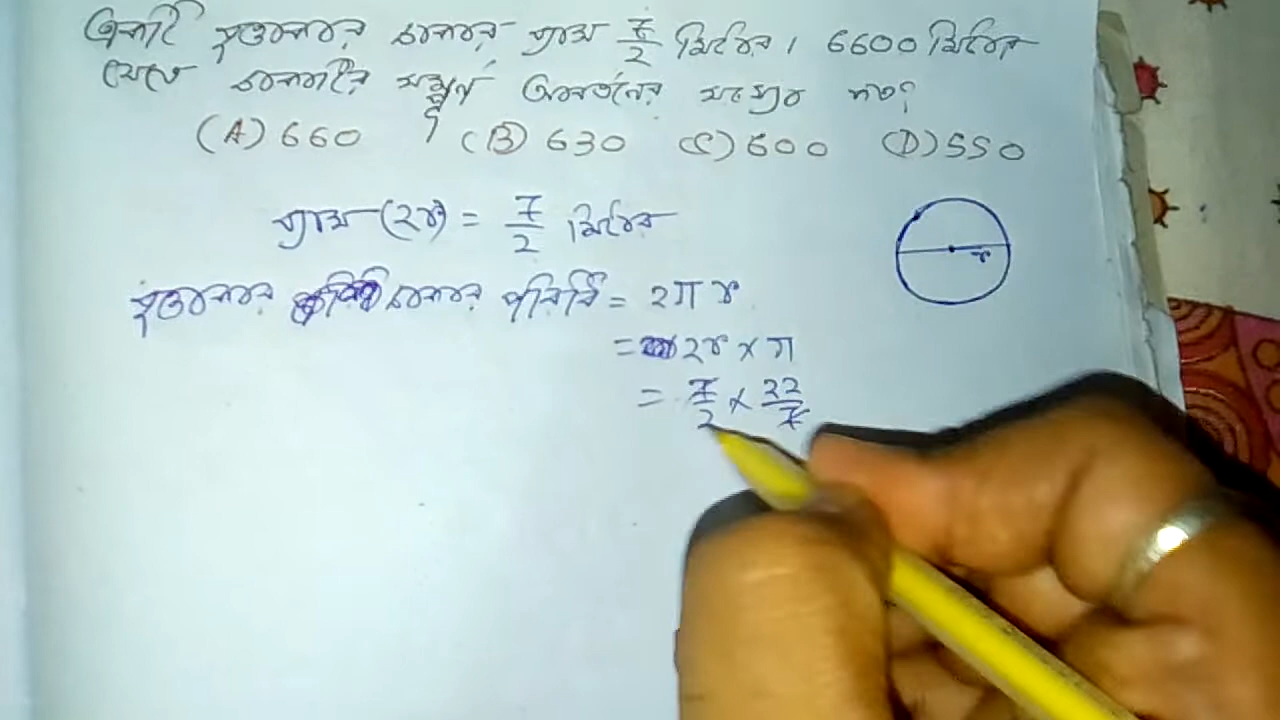 একটি বৃত্তাকার চাকার ব্যাস 7/2 মিটার। 6600 মিটার
যেতে চাকাটির সম্পূর্ণ আবর্তনের সংখ্যা কত?
(A) 660 (B) 630 (C) 600 (D) 550
ব্যাস (2r) = 7/2 মিটার
r
বৃত্তাকার চাকার পরিধি = 2πr
= 2r × π
= 7/2 × 22/7